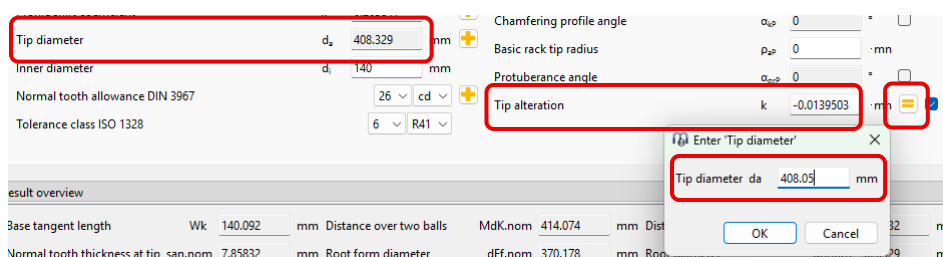 Tip diameter da 408.329 mm
Inner diameter di 140 mm
Normal tooth allowance DIN 3967 26 cd
Tolerance class ISO 1328 6 R41
Chamfering profile angle αkP 0 °
Basic rack tip radius ρaP 0 ·mn
Protuberance angle αprP 0 °
Tip alteration k -0.0139503 ·mn
Enter 'Tip diameter'
Tip diameter da 408.05 mm
OK Cancel
esult overview
Base tangent length Wk 140.092 mm Distance over two balls MdK.nom 414.074 mm Dist
Normal tooth thickness at tip san.nom 7.85832 mm Root form diameter dFf.nom 370.178 mm